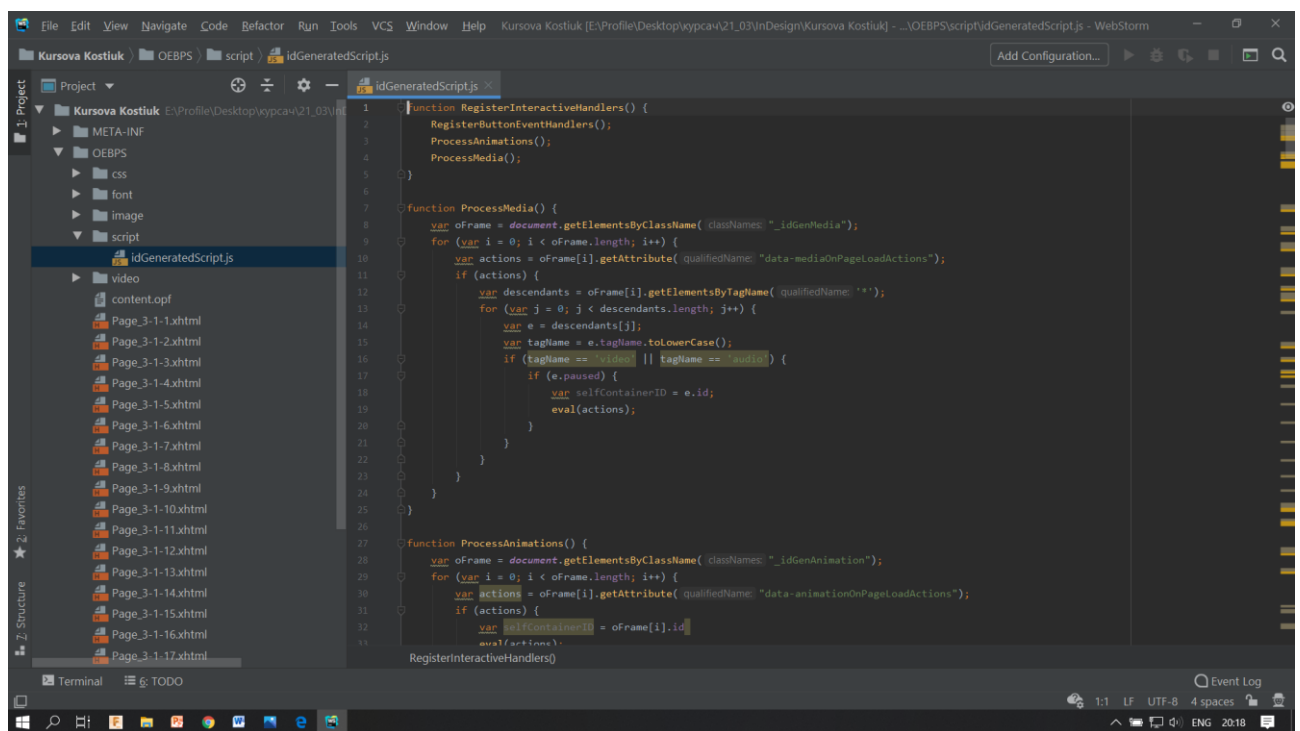 File Edit View Navigate Code Refactor Run Tools VCS Window Help Kursova Kostiuk [E:\Profile\Desktop\курсач\21_03\InDesign\Kursova Kostiuk] - ...\OEBPS\script\idGeneratedScript.js - WebStorm
Kursova Kostiuk OEBPS script idGeneratedScript.js Add Configuration...
1: Project
Project
idGeneratedScript.js
Kursova Kostiuk E:\Profile\Desktop\курсач\21_03\InD
META-INF
OEBPS
css
font
image
script
idGeneratedScript.js
video
content.opf
Page_3-1-1.xhtml
Page_3-1-2.xhtml
Page_3-1-3.xhtml
Page_3-1-4.xhtml
Page_3-1-5.xhtml
Page_3-1-6.xhtml
Page_3-1-7.xhtml
Page_3-1-8.xhtml
Page_3-1-9.xhtml
Page_3-1-10.xhtml
Page_3-1-11.xhtml
Page_3-1-12.xhtml
Page_3-1-13.xhtml
Page_3-1-14.xhtml
Page_3-1-15.xhtml
Page_3-1-16.xhtml
Page_3-1-17.xhtml
2: Favorites
7: Structure
1 function RegisterInteractiveHandlers() {
2 RegisterButtonEventHandlers();
3 ProcessAnimations();
4 ProcessMedia();
5 }
6
7 function ProcessMedia() {
8 var oFrame = document.getElementsByClassName( classNames: "_idGenMedia");
9 for (var i = 0; i < oFrame.length; i++) {
10 var actions = oFrame[i].getAttribute( qualifiedName: "data-mediaOnPageLoadActions");
11 if (actions) {
12 var descendants = oFrame[i].getElementsByTagName( qualifiedName: '*');
13 for (var j = 0; j < descendants.length; j++) {
14 var e = descendants[j];
15 var tagName = e.tagName.toLowerCase();
16 if (tagName == 'video' || tagName == 'audio') {
17 if (e.paused) {
18 var selfContainerID = e.id;
19 eval(actions);
20 }
21 }
22 }
23 }
24 }
25 }
26
27 function ProcessAnimations() {
28 var oFrame = document.getElementsByClassName( classNames: "_idGenAnimation");
29 for (var i = 0; i < oFrame.length; i++) {
30 var actions = oFrame[i].getAttribute( qualifiedName: "data-animationOnPageLoadActions");
31 if (actions) {
32 var selfContainerID = oFrame[i].id
33 eval(actions);
RegisterInteractiveHandlers()
Terminal 6: TODO Event Log
1:1 LF UTF-8 4 spaces
ENG 20:18